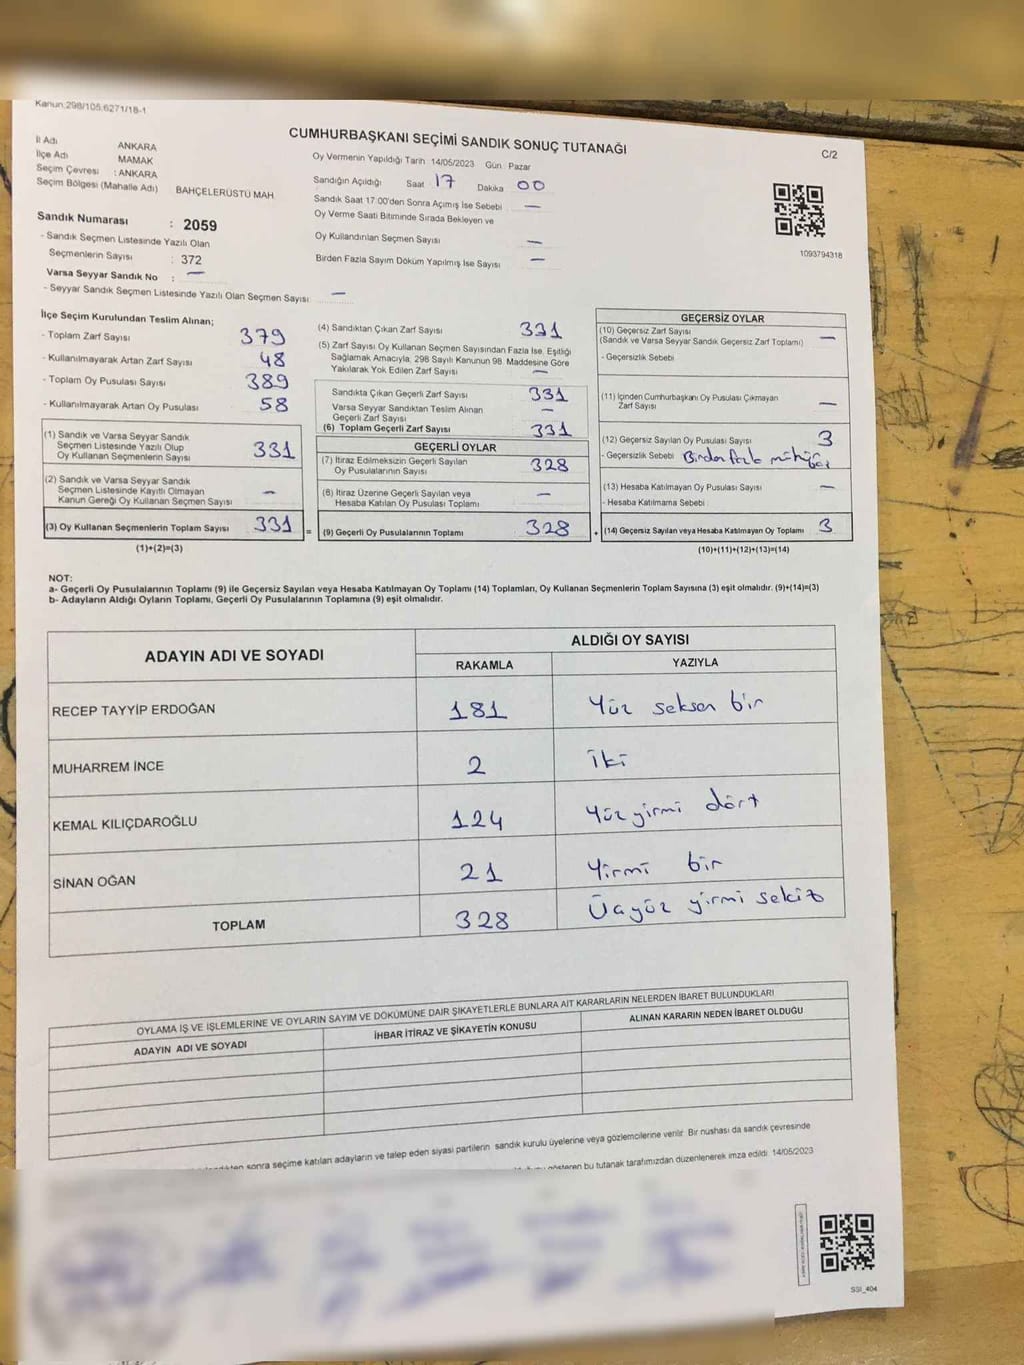 Kanun:298/105,6271/18-1
CUMHURBAŞKANI SEÇİMİ SANDIK SONUÇ TUTANAĞI
C/2
İl Adı ANKARA
İlçe Adı MAMAK
Seçim Çevresi : ANKARA
Seçim Bölgesi (Mahalle Adı) BAHÇELERÜSTÜ MAH.
Oy Vermenin Yapıldığı Tarih 14/05/2023 Gün Pazar
Sandığın Açıldığı Saat 17 Dakika 00
Sandık Saat 17:00'den Sonra Açımış İse Sebebi —
Oy Verme Saati Bitiminde Sırada Bekleyen ve
Oy Kullandırılan Seçmen Sayısı —
Birden Fazla Sayım Döküm Yapılmış İse Sayısı —
1093794318
Sandık Numarası : 2059
- Sandık Seçmen Listesinde Yazılı Olan
Seçmenlerin Sayısı : 372
Varsa Seyyar Sandık No : —
- Seyyar Sandık Seçmen Listesinde Yazılı Olan Seçmen Sayısı —
İlçe Seçim Kurulundan Teslim Alınan;
- Toplam Zarf Sayısı 379
- Kullanılmayarak Artan Zarf Sayısı 48
- Toplam Oy Pusulası Sayısı 389
- Kullanılmayarak Artan Oy Pusulası 58
(1) Sandık ve Varsa Seyyar Sandık
Seçmen Listesinde Yazılı Olup
Oy Kullanan Seçmenlerin Sayısı 331
(2) Sandık ve Varsa Seyyar Sandık
Seçmen Listesinde Kayıtlı Olmayan
Kanun Gereği Oy Kullanan Seçmen Sayısı —
(3) Oy Kullanan Seçmenlerin Toplam Sayısı 331 =
(1)+(2)=(3)
(4) Sandıktan Çıkan Zarf Sayısı 331
(5) Zarf Sayısı Oy Kullanan Seçmen Sayısından Fazla İse, Eşitliği
Sağlamak Amacıyla, 298 Sayılı Kanunun 98. Maddesine Göre
Yakılarak Yok Edilen Zarf Sayısı —
Sandıkta Çıkan Geçerli Zarf Sayısı 331
Varsa Seyyar Sandıktan Teslim Alınan
Geçerli Zarf Sayısı —
(6) Toplam Geçerli Zarf Sayısı 331
GEÇERLİ OYLAR
(7) İtiraz Edilmeksizin Geçerli Sayılan
Oy Pusulalarının Sayısı 328
(8) İtiraz Üzerine Geçerli Sayılan veya
Hesaba Katılan Oy Pusulası Toplamı —
(9) Geçerli Oy Pusulalarının Toplamı 328
GEÇERSİZ OYLAR
(10) Geçersiz Zarf Sayısı
(Sandık ve Varsa Seyyar Sandık Geçersiz Zarf Toplamı) —
- Geçersizlik Sebebi
(11) İçinden Cumhurbaşkanı Oy Pusulası Çıkmayan
Zarf Sayısı —
(12) Geçersiz Sayılan Oy Pusulası Sayısı 3
- Geçersizlik Sebebi Birden fazla
(13) Hesaba Katılmayan Oy Pusulası Sayısı —
- Hesaba Katılmama Sebebi
(14) Geçersiz Sayılan veya Hesaba Katılmayan Oy Toplamı 3
(10)+(11)+(12)+(13)=(14)
NOT:
a- Geçerli Oy Pusulalarının Toplamı (9) ile Geçersiz Sayılan veya Hesaba Katılmayan Oy Toplamı (14) Toplamları, Oy Kullanan Seçmenlerin Toplam Sayısına (3) eşit olmalıdır. (9)+(14)=(3)
b- Adayların Aldığı Oyların Toplamı, Geçerli Oy Pusulalarının Toplamına (9) eşit olmalıdır.
ADAYIN ADI VE SOYADI ALDIĞI OY SAYISI
RAKAMLA YAZIYLA
RECEP TAYYİP ERDOĞAN 181 Yüz seksen bir
MUHARREM İNCE 2 İki
KEMAL KILIÇDAROĞLU 124 Yüz yirmi dört
SİNAN OĞAN 21 Yirmi bir
TOPLAM 328 Üçyüz yirmi sekiz
OYLAMA İŞ VE İŞLEMLERİNE VE OYLARIN SAYIM VE DÖKÜMÜNE DAİR ŞİKAYETLERLE BUNLARA AİT KARARLARIN NELERDEN İBARET BULUNDUKLARI
ADAYIN ADI VE SOYADI İHBAR İTİRAZ VE ŞİKAYETİN KONUSU ALINAN KARARIN NEDEN İBARET OLDUĞU
sonra seçime katılan adayların ve talep eden siyasi partilerin sandık kurulu üyelerine veya gözlemcilerine verilir. Bir nüshası da sandık çevresinde
gösteren bu tutanak tarafımızdan düzenlenerek imza edildi. 14/05/2023
SSI_404